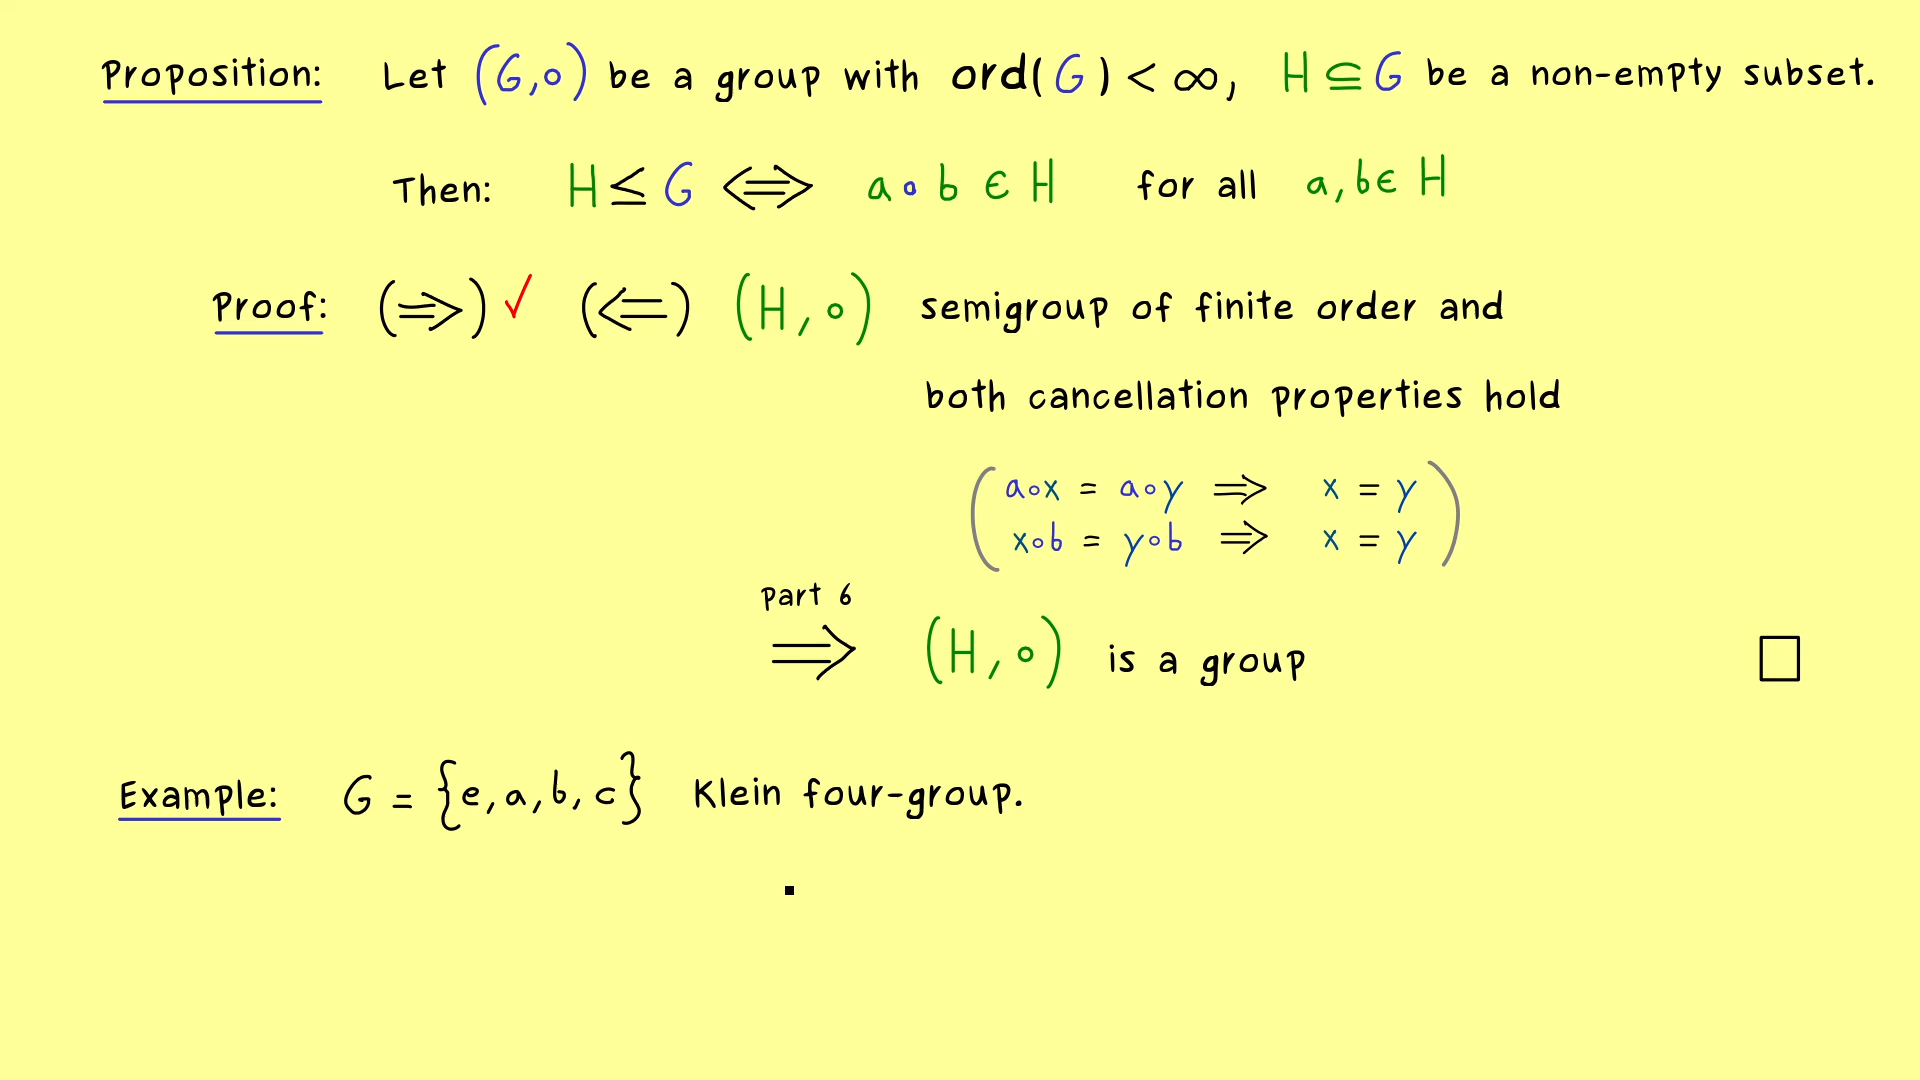 Proposition: Let (G,∘) be a group with ord(G) < ∞, H ⊆ G be a non-empty subset.
Then: H ≤ G ⟺ a ∘ b ∈ H for all a, b ∈ H
Proof: (⟹) ✓ (⟸) (H, ∘) semigroup of finite order and
both cancellation properties hold
(a∘x = a∘y ⟹ x = y
x∘b = y∘b ⟹ x = y)
part 6
⟹ (H, ∘) is a group □
Example: G = {e, a, b, c} Klein four-group.